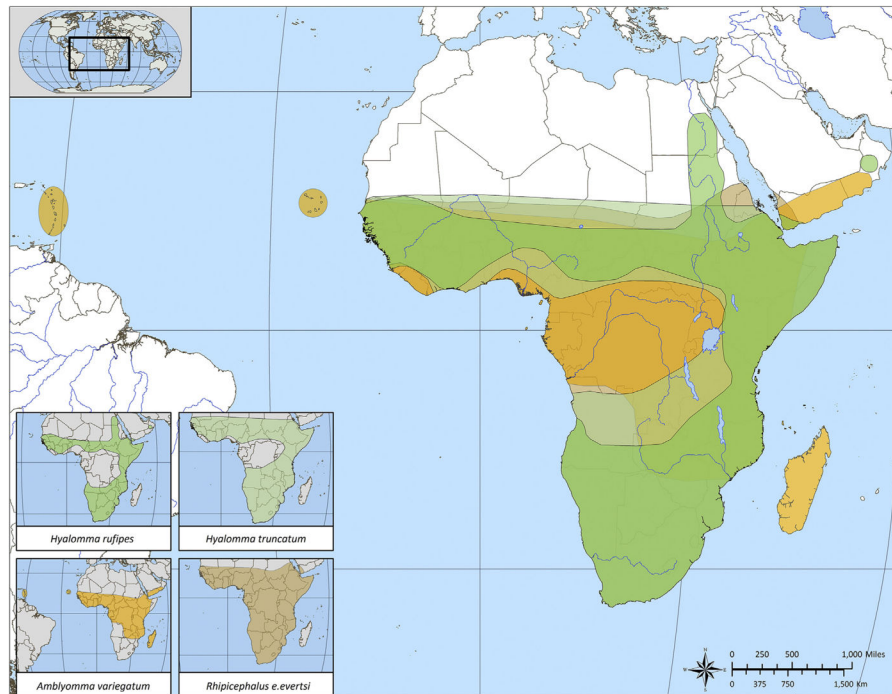 Hyalomma rufipes
Hyalomma truncatum
Amblyomma variegatum
Rhipicephalus e.evertsi
N
W E
S
0 250 500 1,000 Miles
0 375 750 1,500 Km